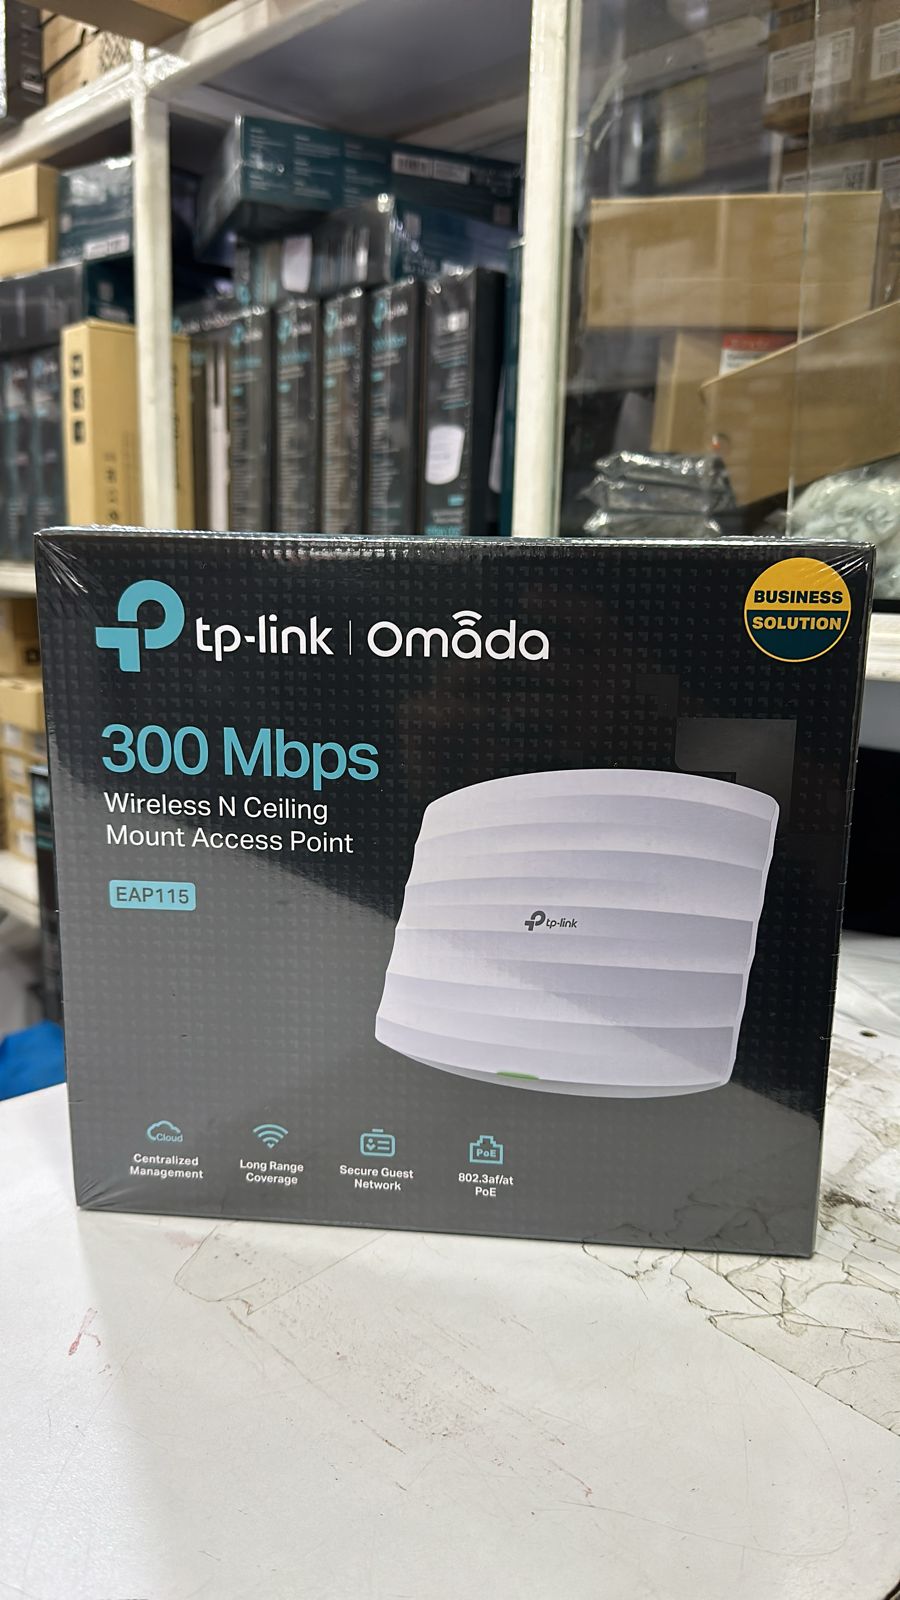 tp-link | omada
BUSINESS
SOLUTION
300 Mbps
Wireless N Ceiling
Mount Access Point
EAP115
tp-link
Cloud
Centralized
Management
Long Range
Coverage
Secure Guest
Network
PoE
802.3af/at
PoE